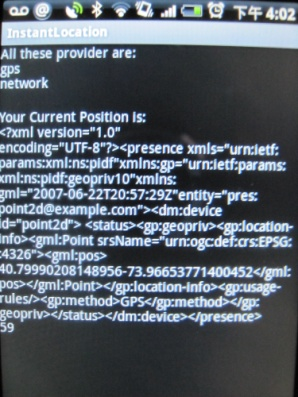 下午 4:02
InstantLocation
All these provider are:
gps
network
Your Current Position is:
<?xml version="1.0"
encoding="UTF-8"?><presence xmls="urn:ietf:
params:xml:ns:pidf"xmlns:gp="urn:ietf:params:
xml:ns:pidf:geopriv10"xmlns:
gml="2007-06-22T20:57:29Z"entity="pres:
point2d@example.com"><dm:device
id="point2d"> <status><gp:geopriv><gp:location-
info><gml:Point srsName="urn:ogc:def:crs:EPSG:
:4326"><gml:pos>
40.79990208148956-73.96653771400452</gml:
pos></gml:Point></gp:location-info><gp:usage-
rules/><gp:method>GPS</gp:method></gp:
geopriv></status></dm:device></presence>
59